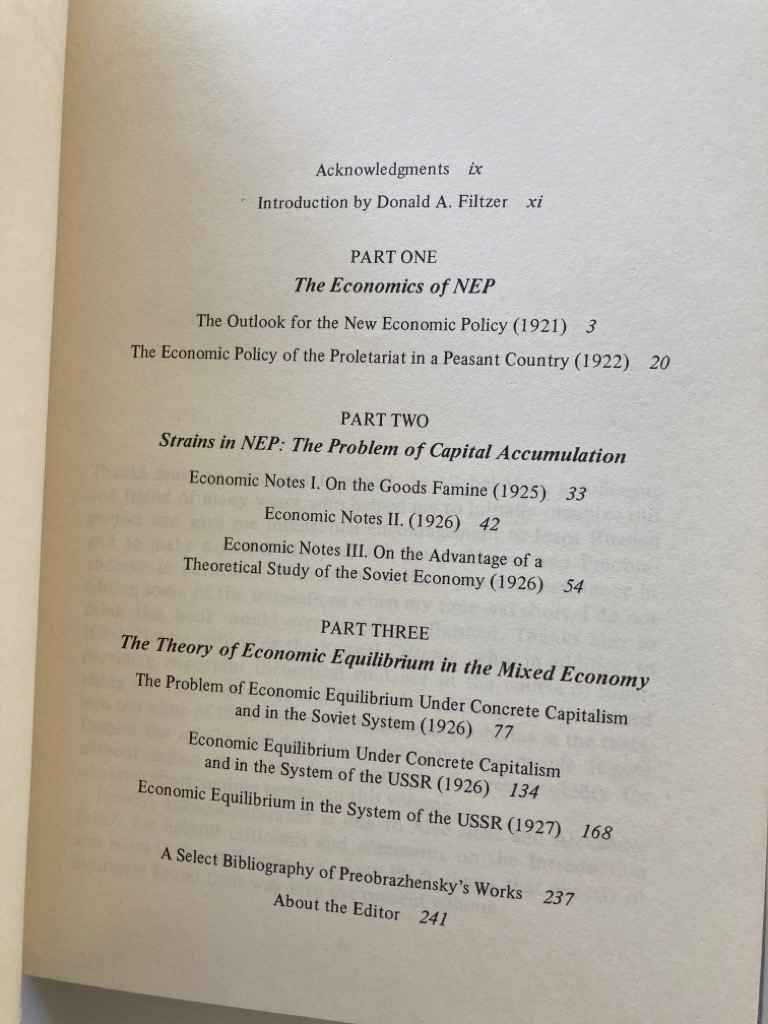 Acknowledgments ix
Introduction by Donald A. Filtzer xi
PART ONE
The Economics of NEP
The Outlook for the New Economic Policy (1921) 3
The Economic Policy of the Proletariat in a Peasant Country (1922) 20
PART TWO
Strains in NEP: The Problem of Capital Accumulation
Economic Notes I. On the Goods Famine (1925) 33
Economic Notes II. (1926) 42
Economic Notes III. On the Advantage of a
Theoretical Study of the Soviet Economy (1926) 54
PART THREE
The Theory of Economic Equilibrium in the Mixed Economy
The Problem of Economic Equilibrium Under Concrete Capitalism
and in the Soviet System (1926) 77
Economic Equilibrium Under Concrete Capitalism
and in the System of the USSR (1926) 134
Economic Equilibrium in the System of the USSR (1927) 168
A Select Bibliography of Preobrazhensky's Works 237
About the Editor 241